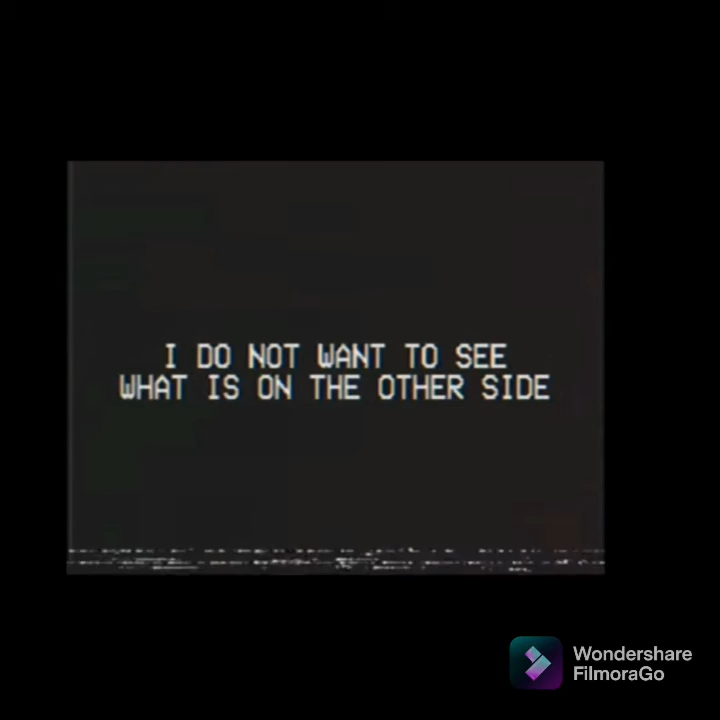 I DO NOT WANT TO SEE
WHAT IS ON THE OTHER SIDE
Wondershare
FilmoraGo